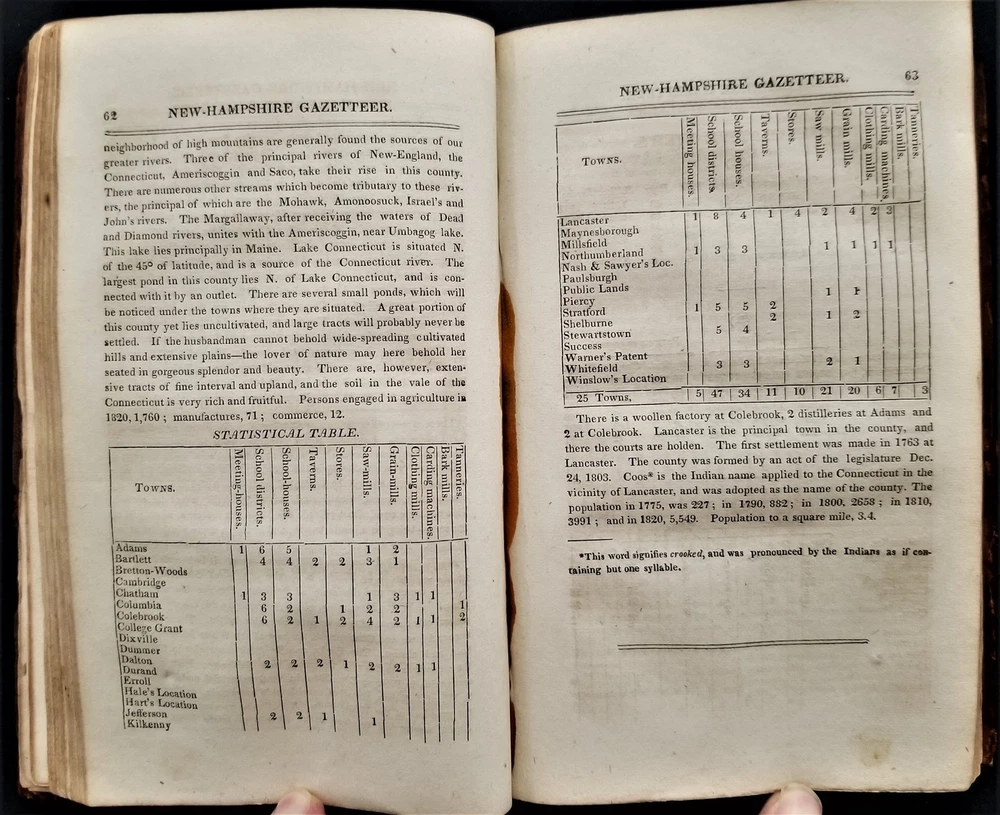 62 NEW-HAMPSHIRE GAZETTEER.
neighborhood of high mountains are generally found the sources of our
greater rivers. Three of the principal rivers of New-England, the
Connecticut, Ameriscoggin and Saco, take their rise in this county.
There are numerous other streams which become tributary to these riv-
ers, the principal of which are the Mohawk, Amonoosuck, Israel's and
John's rivers. The Margallaway, after receiving the waters of Dead
and Diamond rivers, unites with the Ameriscoggin, near Umbagog lake.
This lake lies principally in Maine. Lake Connecticut is situated N.
of the 45° of latitude, and is a source of the Connecticut river. The
largest pond in this county lies N. of Lake Connecticut, and is con-
nected with it by an outlet. There are several small ponds, which will
be noticed under the towns where they are situated. A great portion of
this county yet lies uncultivated, and large tracts will probably never be
settled. If the husbandman cannot behold wide-spreading cultivated
hills and extensive plains—the lover of nature may here behold her
seated in gorgeous splendor and beauty. There are, however, exten-
sive tracts of fine interval and upland, and the soil in the vale of the
Connecticut is very rich and fruitful. Persons engaged in agriculture in
1820, 1,760 ; manufactures, 71 ; commerce, 12.
STATISTICAL TABLE.
TOWNS. Meeting-houses. School districts. School-houses. Taverns. Stores. Saw-mills. Grain-mills. Clothing mills. Carding machines. Bark mills. Tanneries.
Adams 1 6 5 1 2
Bartlett 4 4 2 2 3 1
Bretton-Woods
Cambridge
Chatham 1 3 3 1 3 1 1
Columbia 6 2 1 2 2 1
Colebrook 6 2 1 2 4 2 1 1 2
College Grant
Dixville
Dummer
Dalton 2 2 2 1 2 2 1 1
Durand
Erroll
Hale's Location
Hart's Location
Jefferson 2 2 1 1
Kilkenny
NEW-HAMPSHIRE GAZETTEER. 63
TOWNS. Meeting houses. School districts. School houses. Taverns. Stores. Saw mills. Grain mills. Clothing mills. Carding machines. Bark mills. Tanneries.
Lancaster 1 8 4 1 4 2 4 2 3
Maynesborough
Millsfield
Northumberland 1 3 3 1 1 1 1
Nash & Sawyer's Loc.
Paulsburgh
Public Lands
Piercy 1 1
Stratford 1 5 5 2
Shelburne 2 1 2
Stewartstown 5 4
Success
Warner's Patent
Whitefield 3 3 2 1
Winslow's Location
25 Towns, 5 47 34 11 10 21 20 6 7 3
There is a woollen factory at Colebrook, 2 distilleries at Adams and
2 at Colebrook. Lancaster is the principal town in the county, and
there the courts are holden. The first settlement was made in 1763 at
Lancaster. The county was formed by an act of the legislature Dec.
24, 1803. Coos* is the Indian name applied to the Connecticut in the
vicinity of Lancaster, and was adopted as the name of the county. The
population in 1775, was 227 ; in 1790, 882 ; in 1800, 2658 ; in 1810,
3991 ; and in 1820, 5,549. Population to a square mile, 3.4.
*This word signifies crooked, and was pronounced by the Indians as if con-
taining but one syllable.